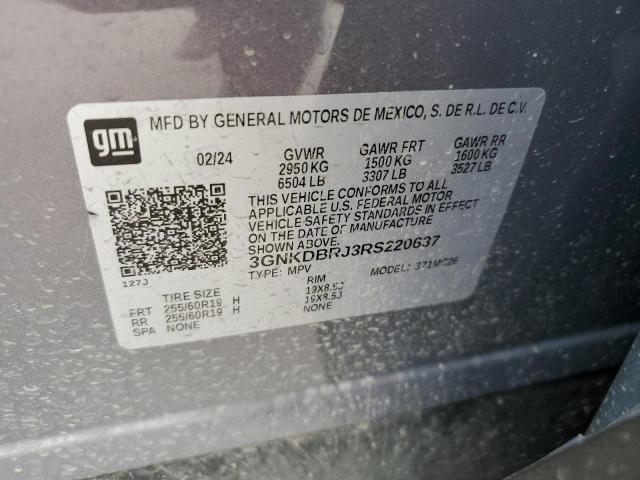 gm
MFD BY GENERAL MOTORS DE MEXICO, S. DE R.L. DE C.V.
02/24 GVWR GAWR FRT GAWR RR
2950 KG 1500 KG 1600 KG
6504 LB 3307 LB 3527 LB
THIS VEHICLE CONFORMS TO ALL
APPLICABLE U.S. FEDERAL MOTOR
VEHICLE SAFETY STANDARDS IN EFFECT
ON THE DATE OF MANUFACTURE
SHOWN ABOVE.
3GNKDBRJ3RS220637
TYPE: MPV MODEL: 371MC26
127J
TIRE SIZE RIM
FRT 255/60R19 H 19X8.5J
RR 255/60R19 H 19X8.5J
SPA NONE NONE